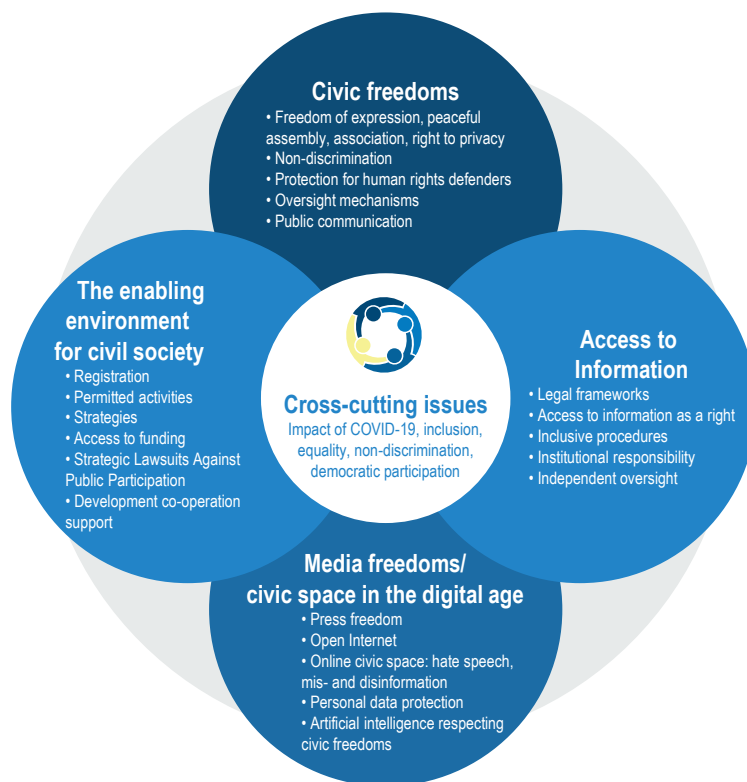 Civic freedoms
• Freedom of expression, peaceful
assembly, association, right to privacy
• Non-discrimination
• Protection for human rights defenders
• Oversight mechanisms
• Public communication
The enabling
environment
for civil society
• Registration
• Permitted activities
• Strategies
• Access to funding
• Strategic Lawsuits Against
Public Participation
• Development co-operation
support
Cross-cutting issues
Impact of COVID-19, inclusion,
equality, non-discrimination,
democratic participation
Access to
Information
• Legal frameworks
• Access to information as a right
• Inclusive procedures
• Institutional responsibility
• Independent oversight
Media freedoms/
civic space in the digital age
• Press freedom
• Open Internet
• Online civic space: hate speech,
mis- and disinformation
• Personal data protection
• Artificial intelligence respecting
civic freedoms